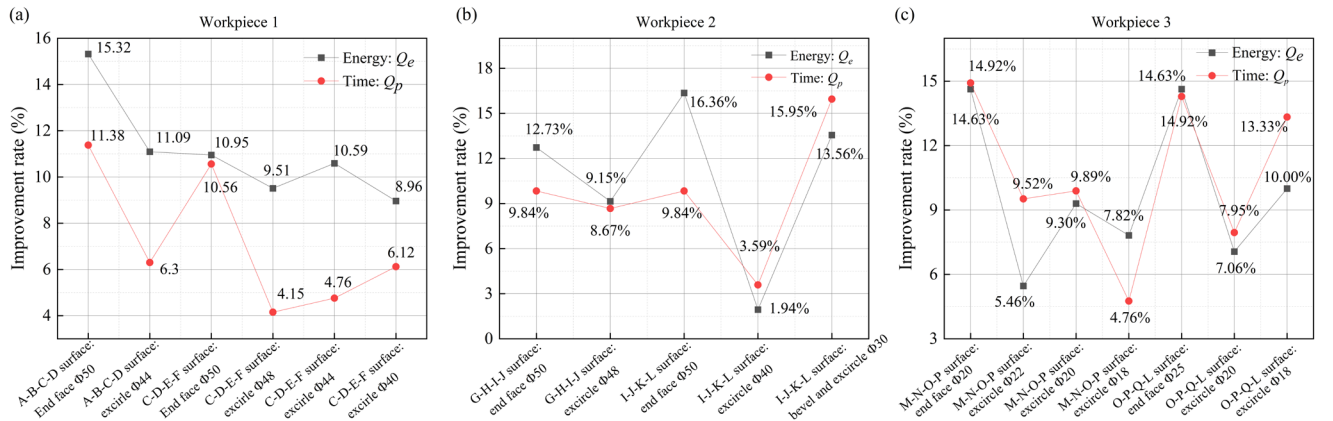 (a)
Workpiece 1
Improvement rate (%)
16
14
12
10
8
6
4
Energy: Qe
Time: Qp
15.32
11.38
11.09
6.3
10.95
10.56
9.51
4.15
10.59
4.76
8.96
6.12
A-B-C-D surface:
End face Φ50
A-B-C-D surface:
excirle Φ44
C-D-E-F surface:
End face Φ50
C-D-E-F surface:
excirle Φ48
C-D-E-F surface:
excirle Φ44
C-D-E-F surface:
excirle Φ40
(b)
Workpiece 2
Improvement rate (%)
18
15
12
9
6
3
0
Energy: Qe
Time: Qp
12.73%
9.84%
9.15%
8.67%
16.36%
9.84%
3.59%
1.94%
15.95%
13.56%
G-H-I-J surface:
end face Φ50
G-H-I-J surface:
excircle Φ48
I-J-K-L surface:
end face Φ50
I-J-K-L surface:
excircle Φ40
I-J-K-L surface:
bevel and excircle Φ30
(c)
Workpiece 3
Improvement rate (%)
15
12
9
6
3
Energy: Qe
Time: Qp
14.92%
14.63%
9.52%
5.46%
9.89%
9.30%
7.82%
4.76%
14.63%
14.92%
7.95%
7.06%
13.33%
10.00%
M-N-O-P surface:
end face Φ20
M-N-O-P surface:
excircle Φ22
M-N-O-P surface:
excircle Φ20
M-N-O-P surface:
excircle Φ18
O-P-Q-L surface:
end face Φ25
O-P-Q-L surface:
excircle Φ20
O-P-Q-L surface:
excircle Φ18